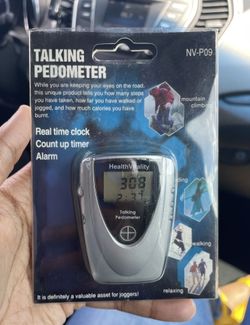 TALKING
PEDOMETER
NV-P09
While you are keeping your eyes on the road,
this unique product tells you how many steps
you have taken, how far you have walked or
jogged, and how much calories you have
burnt.
mountain
climbing
Real time clock
Count up timer
Alarm
HealthVitality
308
Talking
Pedometer
walking
relaxing
It is definitely a valuable asset for joggers!